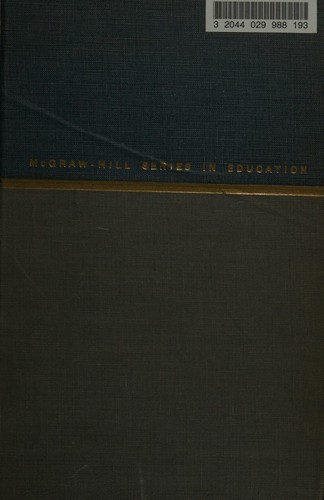 3 2044 029 988 193
McGRAW-HILL SERIES IN EDUCATION